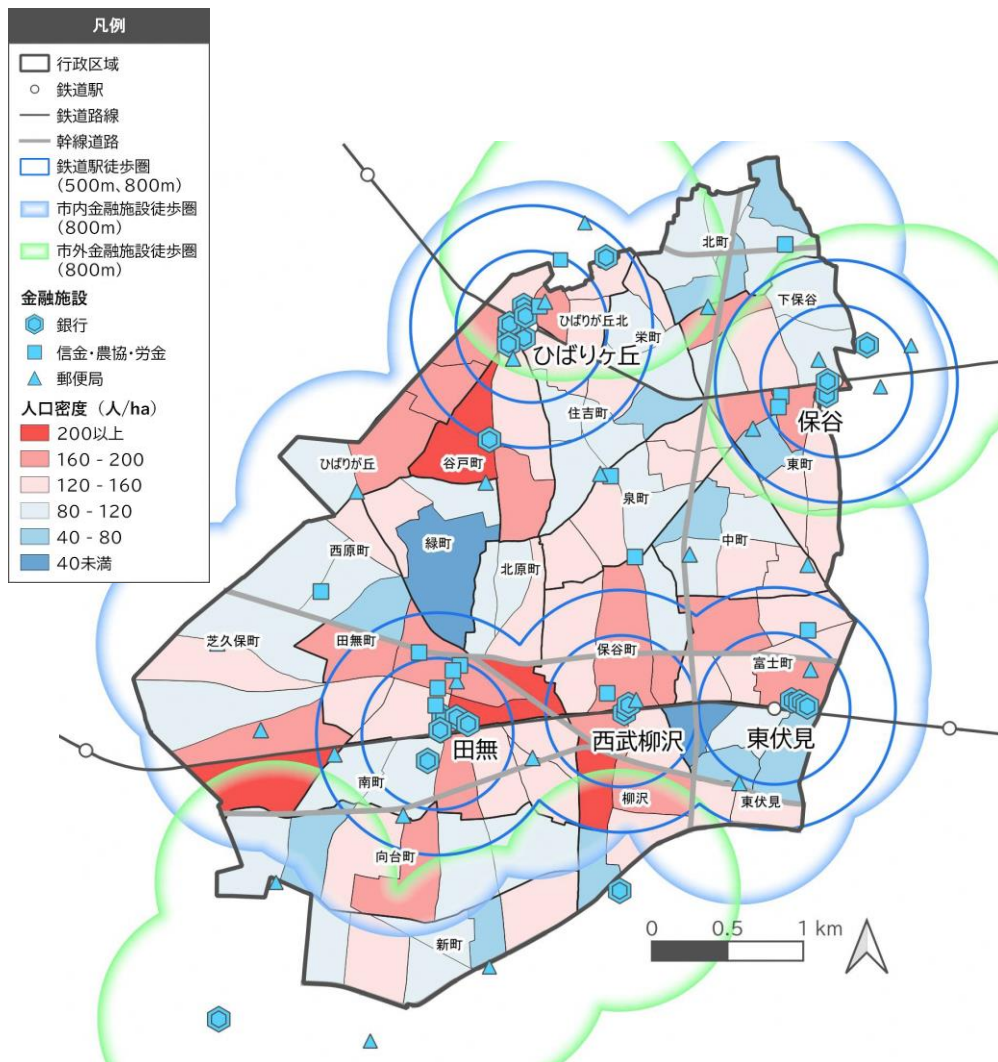 凡例
行政区域
鉄道駅
鉄道路線
幹線道路
鉄道駅徒歩圏
(500m、800m)
市内金融施設徒歩圏
(800m)
市外金融施設徒歩圏
(800m)
金融施設
銀行
信金・農協・労金
郵便局
人口密度（人/ha）
200以上
160 - 200
120 - 160
80 - 120
40 - 80
40未満
北町
下保谷
ひばりが丘北
栄町
ひばりヶ丘
住吉町
保谷
ひばりが丘
谷戸町
東町
泉町
緑町
中町
西原町
北原町
芝久保町
田無町
保谷町
富士町
田無
西武柳沢
東伏見
南町
柳沢
東伏見
向台町
新町
0 0.5 1 km